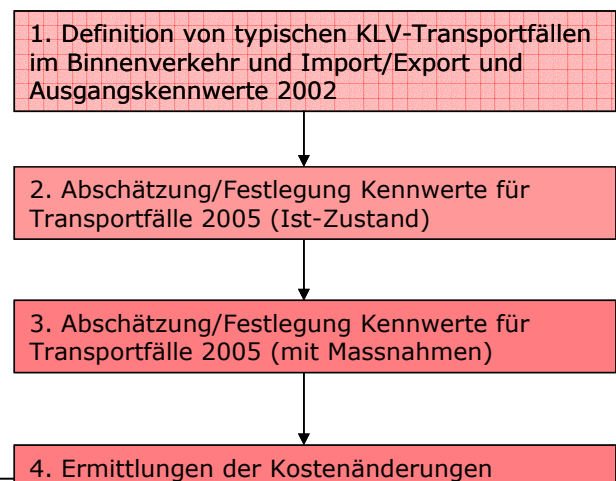 1. Definition von typischen KLV-Transportfällen
im Binnenverkehr und Import/Export und
Ausgangskennwerte 2002
2. Abschätzung/Festlegung Kennwerte für
Transportfälle 2005 (Ist-Zustand)
3. Abschätzung/Festlegung Kennwerte für
Transportfälle 2005 (mit Massnahmen)
4. Ermittlungen der Kostenänderungen